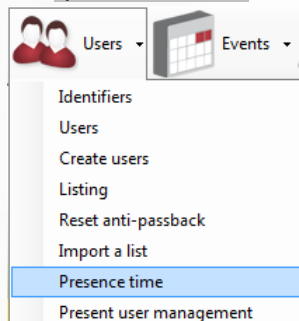 Users Events
Identifiers
Users
Create users
Listing
Reset anti-passback
Import a list
Presence time
Present user management